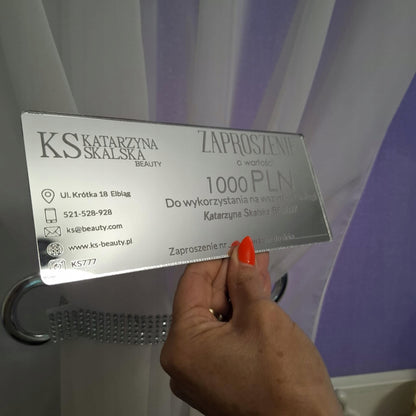 KS KATARZYNA
SKALSKA
BEAUTY
Ul. Krótka 18 Elbląg
521-528-928
ks@beauty.com
www.ks-beauty.pl
KS777
ZAPROSZENIE
o wartości
1000 PLN
Do wykorzystania na
Katarzyna Skalska
Zaproszenie nr